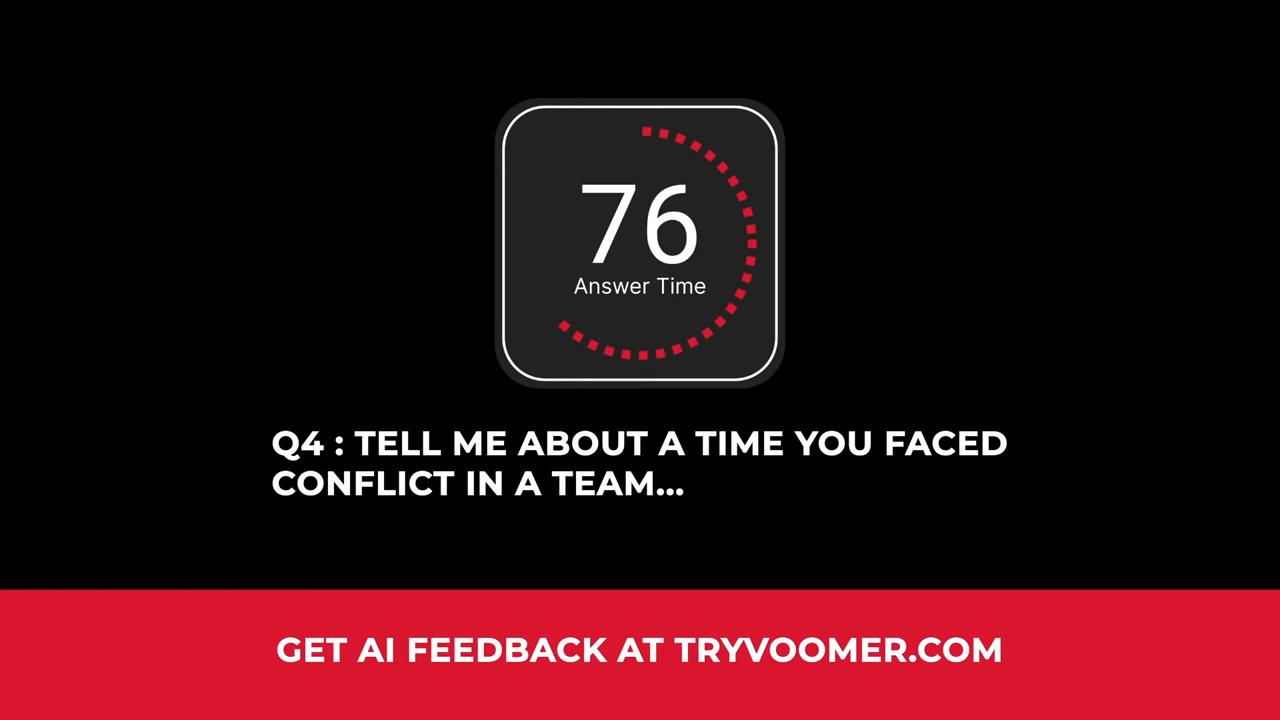 76
Answer Time
Q4 : TELL ME ABOUT A TIME YOU FACED
CONFLICT IN A TEAM...
GET AI FEEDBACK AT TRYVOOMER.COM